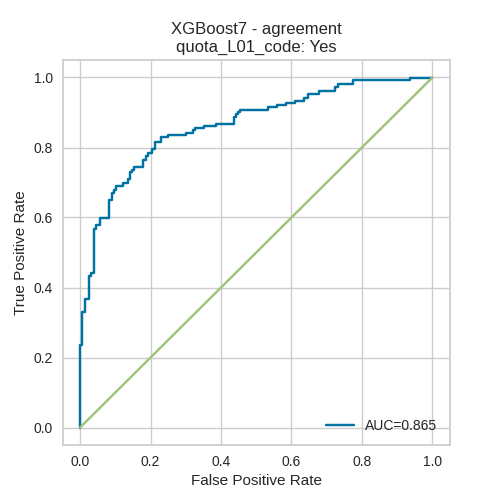 XGBoost7 - agreement
quota_L01_code: Yes
1.0
0.8
0.6
0.4
0.2
0.0
True Positive Rate
AUC=0.865
0.0 0.2 0.4 0.6 0.8 1.0
False Positive Rate